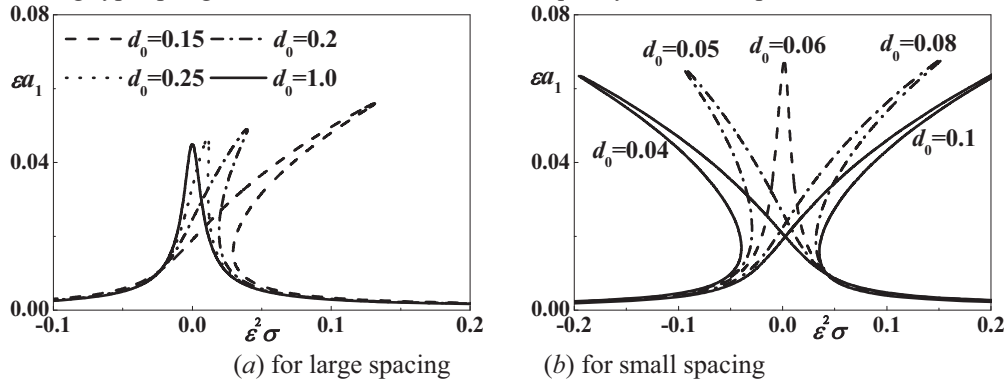 0.08
d₀=0.15 d₀=0.2
d₀=0.25 d₀=1.0
εa₁
0.04
0.00
-0.1 0.0 0.1 0.2
ε²σ
(a) for large spacing
0.08
d₀=0.05 d₀=0.06 d₀=0.08
εa₁
0.04
d₀=0.04 d₀=0.1
0.00
-0.2 -0.1 0.0 0.1 0.2
ε²σ
(b) for small spacing